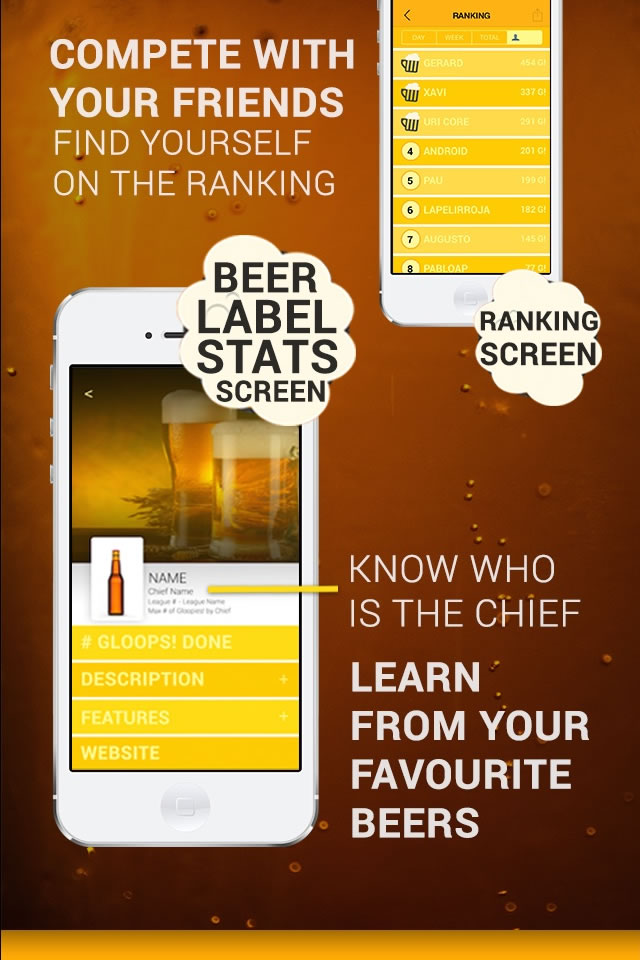 COMPETE WITH
YOUR FRIENDS
FIND YOURSELF
ON THE RANKING
RANKING
DAY WEEK TOTAL
GERARD 454 G!
XAVI 337 G!
URI CORE 291 G!
4 ANDROID 201 G!
5 PAU 199 G!
6 LAPELIRROJA 182 G!
7 AUGUSTO 145 G!
8 PABLOAP 77 G!
RANKING
SCREEN
BEER
LABEL
STATS
SCREEN
<
NAME
Chief Name
League # - League Name
Max # of Gloopies! by Chief
# GLOOPS! DONE
DESCRIPTION +
FEATURES +
WEBSITE
KNOW WHO
IS THE CHIEF
LEARN
FROM YOUR
FAVOURITE
BEERS